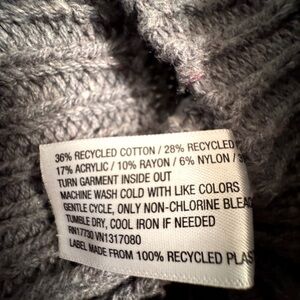 36% RECYCLED COTTON / 28% RECYCLED
17% ACRYLIC / 10% RAYON / 6% NYLON /
TURN GARMENT INSIDE OUT
MACHINE WASH COLD WITH LIKE COLORS
GENTLE CYCLE, ONLY NON-CHLORINE BLEAC
TUMBLE DRY, COOL IRON IF NEEDED
RN17730 VN1317080
LABEL MADE FROM 100% RECYCLED PLAS